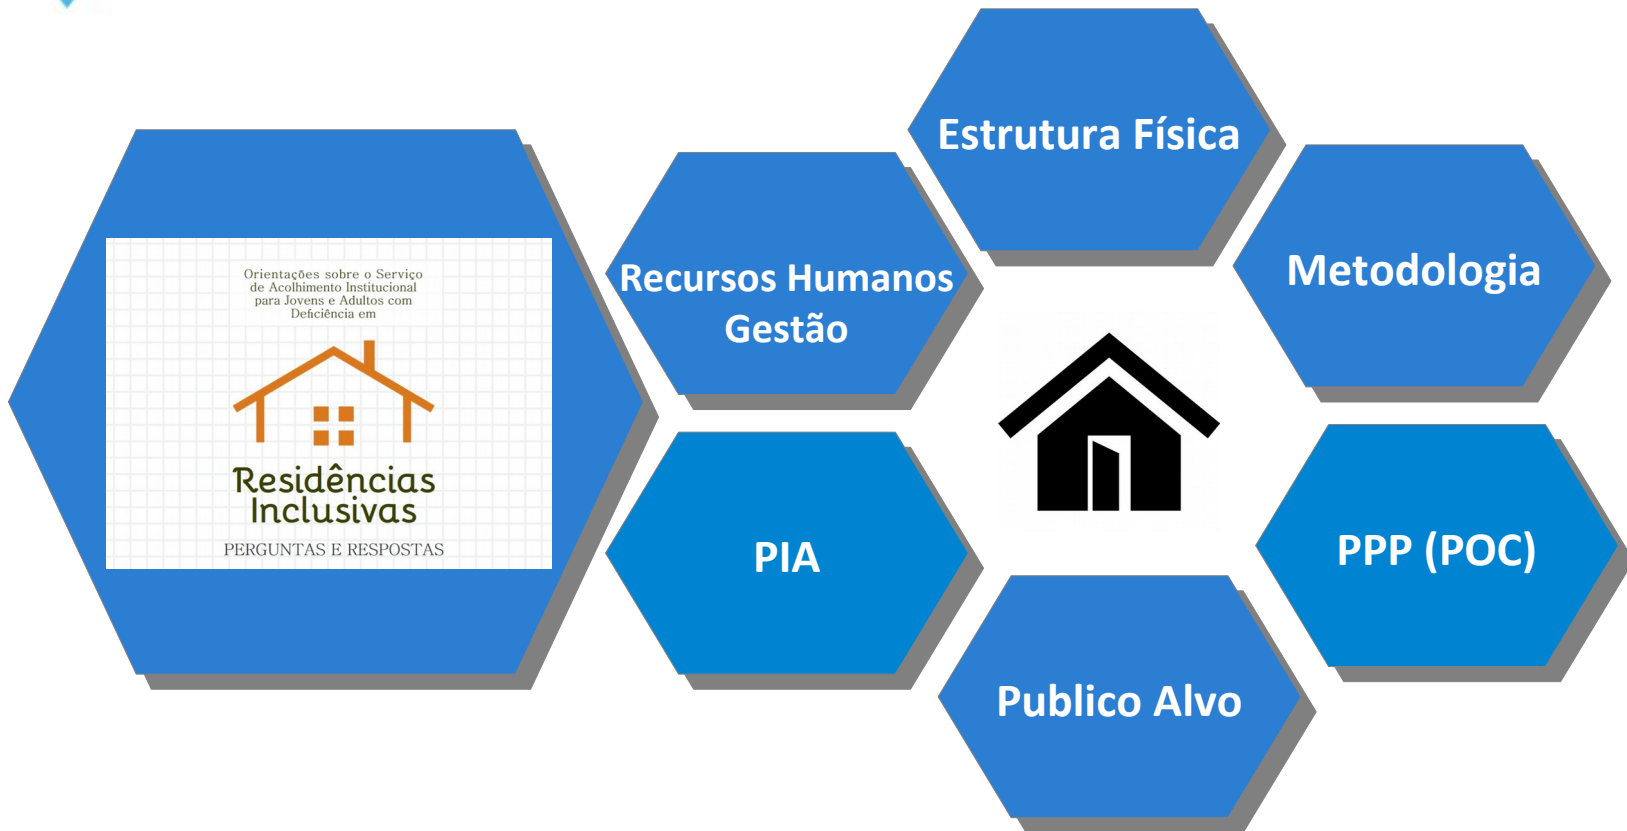 Orientações sobre o Serviço
de Acolhimento Institucional
para Jovens e Adultos com
Deficiência em
Residências
Inclusivas
PERGUNTAS E RESPOSTAS
Recursos Humanos
Gestão
Estrutura Física
Metodologia
PIA
PPP (POC)
Publico Alvo